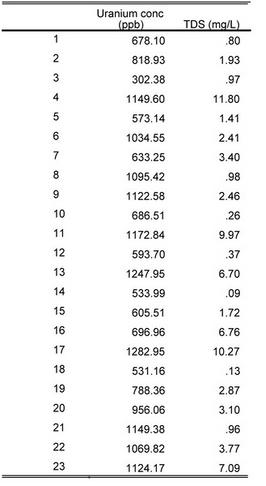 Uranium conc
(ppb) TDS (mg/L)
1 678.10 .80
2 818.93 1.93
3 302.38 .97
4 1149.60 11.80
5 573.14 1.41
6 1034.55 2.41
7 633.25 3.40
8 1095.42 .98
9 1122.58 2.46
10 686.51 .26
11 1172.84 9.97
12 593.70 .37
13 1247.95 6.70
14 533.99 .09
15 605.51 1.72
16 696.96 6.76
17 1282.95 10.27
18 531.16 .13
19 788.36 2.87
20 956.06 3.10
21 1149.38 .96
22 1069.82 3.77
23 1124.17 7.09